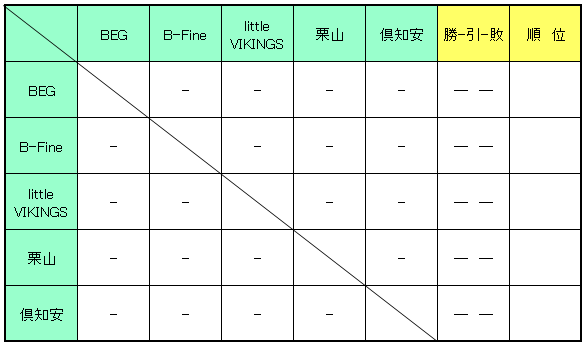 BEG B-Fine little VIKINGS 栗山 倶知安 勝-引-敗 順 位
BEG - - - - — —
B-Fine - - - - — —
little VIKINGS - - - - — —
栗山 - - - - — —
倶知安 - - - - — —